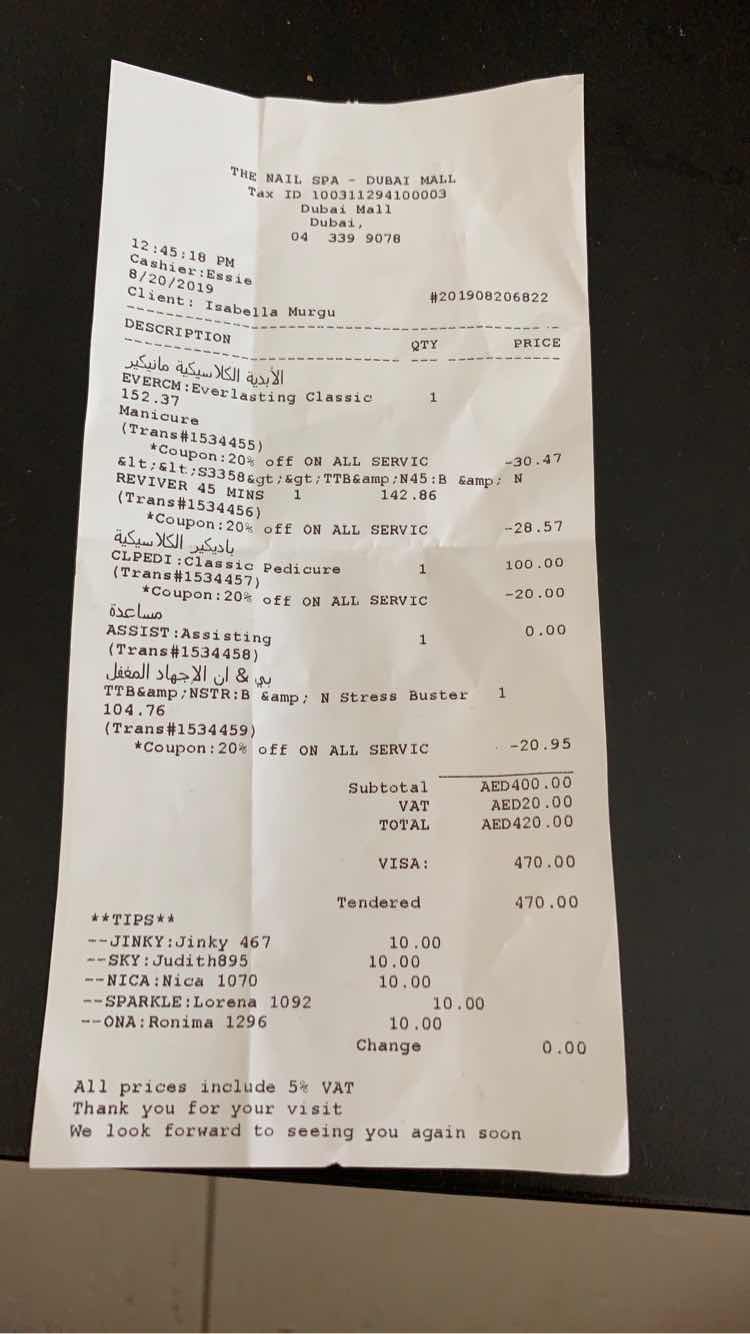 THE NAIL SPA - DUBAI MALL
Tax ID 100311294100003
Dubai Mall
Dubai,
04 339 9078
12:45:18 PM
Cashier:Essie
8/20/2019
#201908206822
Client: Isabella Murgu
DESCRIPTION QTY PRICE
الأبدية الكلاسيكية مانيكير
EVERCM:Everlasting Classic 1
152.37
Manicure
(Trans#1534455)
*Coupon:20% off ON ALL SERVIC -30.47
&lt;&lt;S3358&gt;&gt;TTB&amp;N45:B &amp; N
REVIVER 45 MINS 1 142.86
(Trans#1534456)
*Coupon:20% off ON ALL SERVIC -28.57
باديكير الكلاسيكية
CLPEDI:Classic Pedicure 1 100.00
(Trans#1534457)
*Coupon:20% off ON ALL SERVIC -20.00
مساعدة
ASSIST:Assisting 1 0.00
(Trans#1534458)
بي & ان الإجهاد المغفل
TTB&amp;NSTR:B &amp; N Stress Buster 1
104.76
(Trans#1534459)
*Coupon:20% off ON ALL SERVIC -20.95
Subtotal AED400.00
VAT AED20.00
TOTAL AED420.00
VISA: 470.00
Tendered 470.00
**TIPS**
--JINKY:Jinky 467 10.00
--SKY:Judith895 10.00
--NICA:Nica 1070 10.00
--SPARKLE:Lorena 1092 10.00
--ONA:Ronima 1296 10.00
Change 0.00
All prices include 5% VAT
Thank you for your visit
We look forward to seeing you again soon